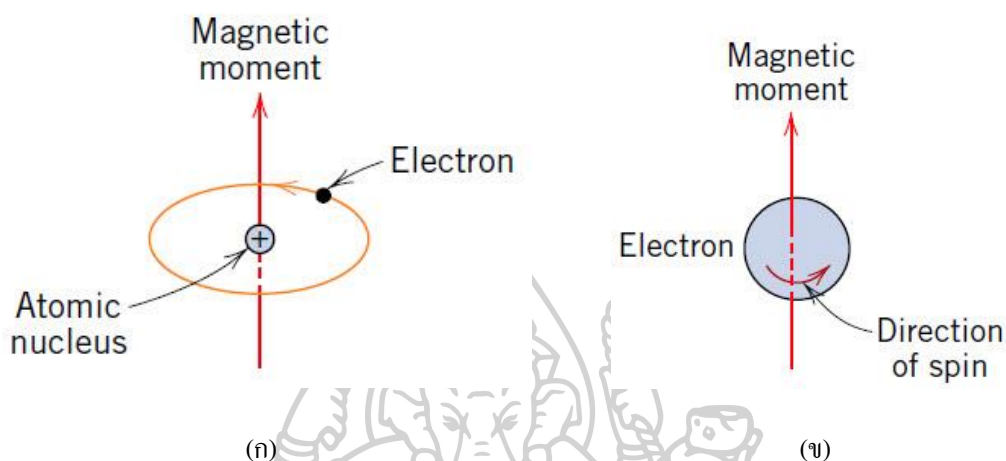 Magnetic
moment
Electron
+
Atomic
nucleus
(ก)
Magnetic
moment
Electron
Direction
of spin
(ข)